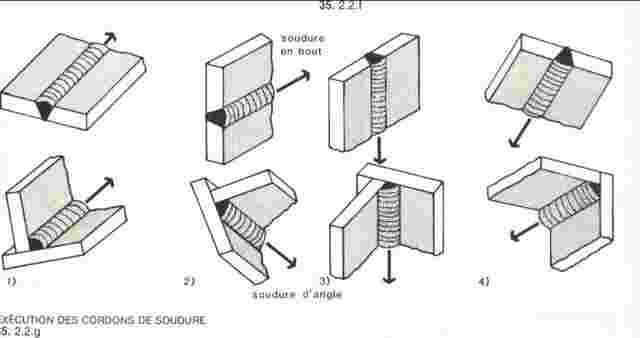 35. 2.2.f
soudure
en bout
1)
2)
3)
4)
soudure d'angle
EXÉCUTION DES CORDONS DE SOUDURE
35. 2.2.g